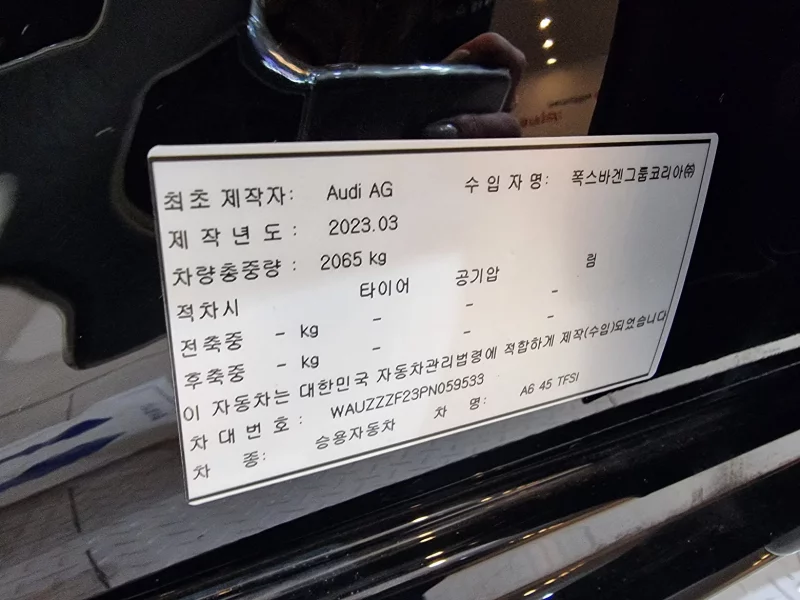 최초 제작자: Audi AG 수 입 자 명: 폭스바겐그룹코리아㈜
제 작 년 도 : 2023.03
차량총중량 : 2065 kg
적차시 타이어 공기압 림
전축중 - kg - - -
후축중 - kg - - -
이 자동차는 대한민국 자동차관리법령에 적합하게 제작(수입)되었습니다
차 대 번 호 : WAUZZZF23PN059533
차 종: 승용자동차 차 명: A6 45 TFSI